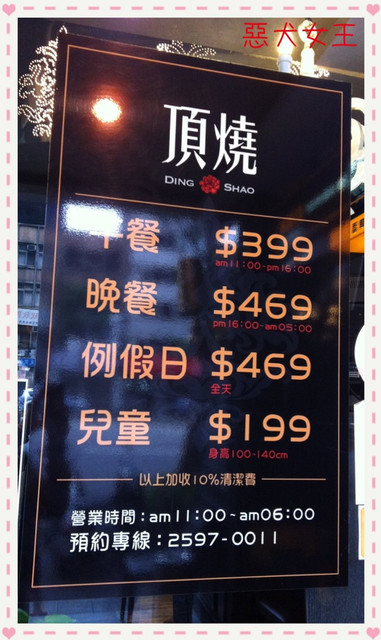 惡犬女王
頂燒
DING SHAO
午餐 $399
am11:00~pm16:00
晚餐 $469
pm16:00~am05:00
例假日 $469
全天
兒童 $199
身高100-140cm
以上加收10%清潔費
營業時間:am11:00~am06:00
預約專線:2597-0011